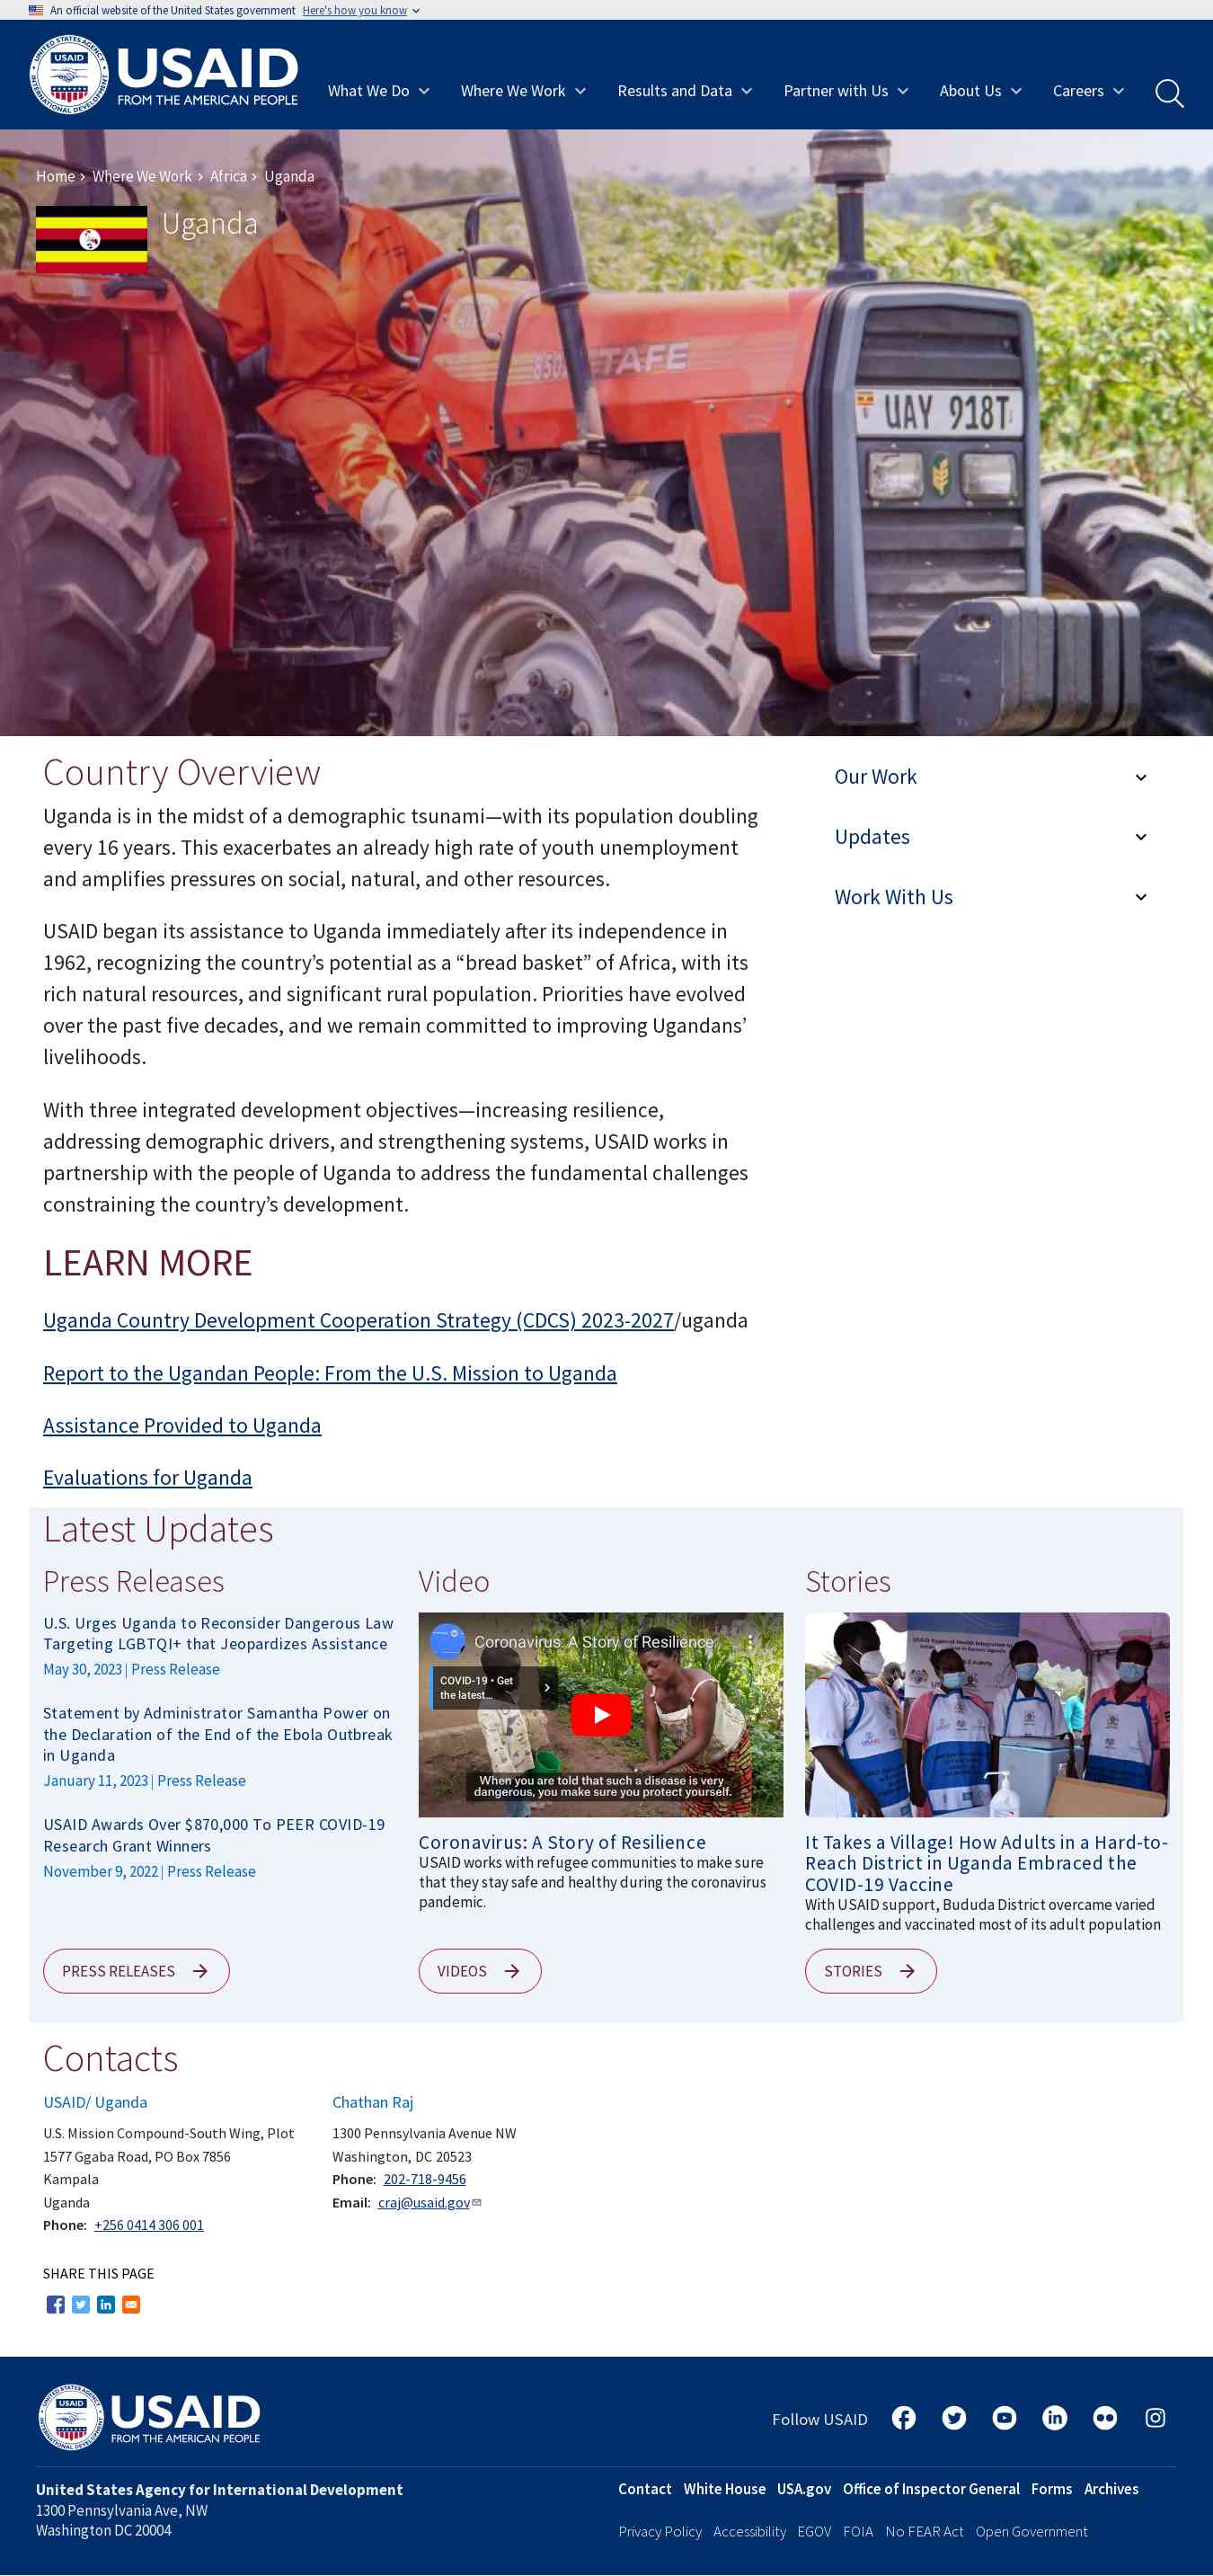 An official website of the United States government Here's how you know
USAID
FROM THE AMERICAN PEOPLE
What We Do
Where We Work
Results and Data
Partner with Us
About Us
Careers
Home > Where We Work > Africa > Uganda
Uganda
8502 TAFE
UAY 918T
Country Overview
Uganda is in the midst of a demographic tsunami—with its population doubling
every 16 years. This exacerbates an already high rate of youth unemployment
and amplifies pressures on social, natural, and other resources.
USAID began its assistance to Uganda immediately after its independence in
1962, recognizing the country’s potential as a “bread basket” of Africa, with its
rich natural resources, and significant rural population. Priorities have evolved
over the past five decades, and we remain committed to improving Ugandans’
livelihoods.
With three integrated development objectives—increasing resilience,
addressing demographic drivers, and strengthening systems, USAID works in
partnership with the people of Uganda to address the fundamental challenges
constraining the country’s development.
Our Work
Updates
Work With Us
LEARN MORE
Uganda Country Development Cooperation Strategy (CDCS) 2023-2027/uganda
Report to the Ugandan People: From the U.S. Mission to Uganda
Assistance Provided to Uganda
Evaluations for Uganda
Latest Updates
Press Releases
U.S. Urges Uganda to Reconsider Dangerous Law
Targeting LGBTQI+ that Jeopardizes Assistance
May 30, 2023 | Press Release
Statement by Administrator Samantha Power on
the Declaration of the End of the Ebola Outbreak
in Uganda
January 11, 2023 | Press Release
USAID Awards Over $870,000 To PEER COVID-19
Research Grant Winners
November 9, 2022 | Press Release
PRESS RELEASES
Video
Coronavirus: A Story of Resilience
COVID-19 • Get
the latest...
When you are told that such a disease is very
dangerous, you make sure you protect yourself.
Coronavirus: A Story of Resilience
USAID works with refugee communities to make sure
that they stay safe and healthy during the coronavirus
pandemic.
VIDEOS
Stories
It Takes a Village! How Adults in a Hard-to-
Reach District in Uganda Embraced the
COVID-19 Vaccine
With USAID support, Bududa District overcame varied
challenges and vaccinated most of its adult population
STORIES
Contacts
USAID/ Uganda
U.S. Mission Compound-South Wing, Plot
1577 Ggaba Road, PO Box 7856
Kampala
Uganda
Phone: +256 0414 306 001
Chathan Raj
1300 Pennsylvania Avenue NW
Washington, DC 20523
Phone: 202-718-9456
Email: craj@usaid.gov
SHARE THIS PAGE
USAID
FROM THE AMERICAN PEOPLE
Follow USAID
United States Agency for International Development
1300 Pennsylvania Ave, NW
Washington DC 20004
Contact White House USA.gov Office of Inspector General Forms Archives
Privacy Policy Accessibility EGOV FOIA No FEAR Act Open Government